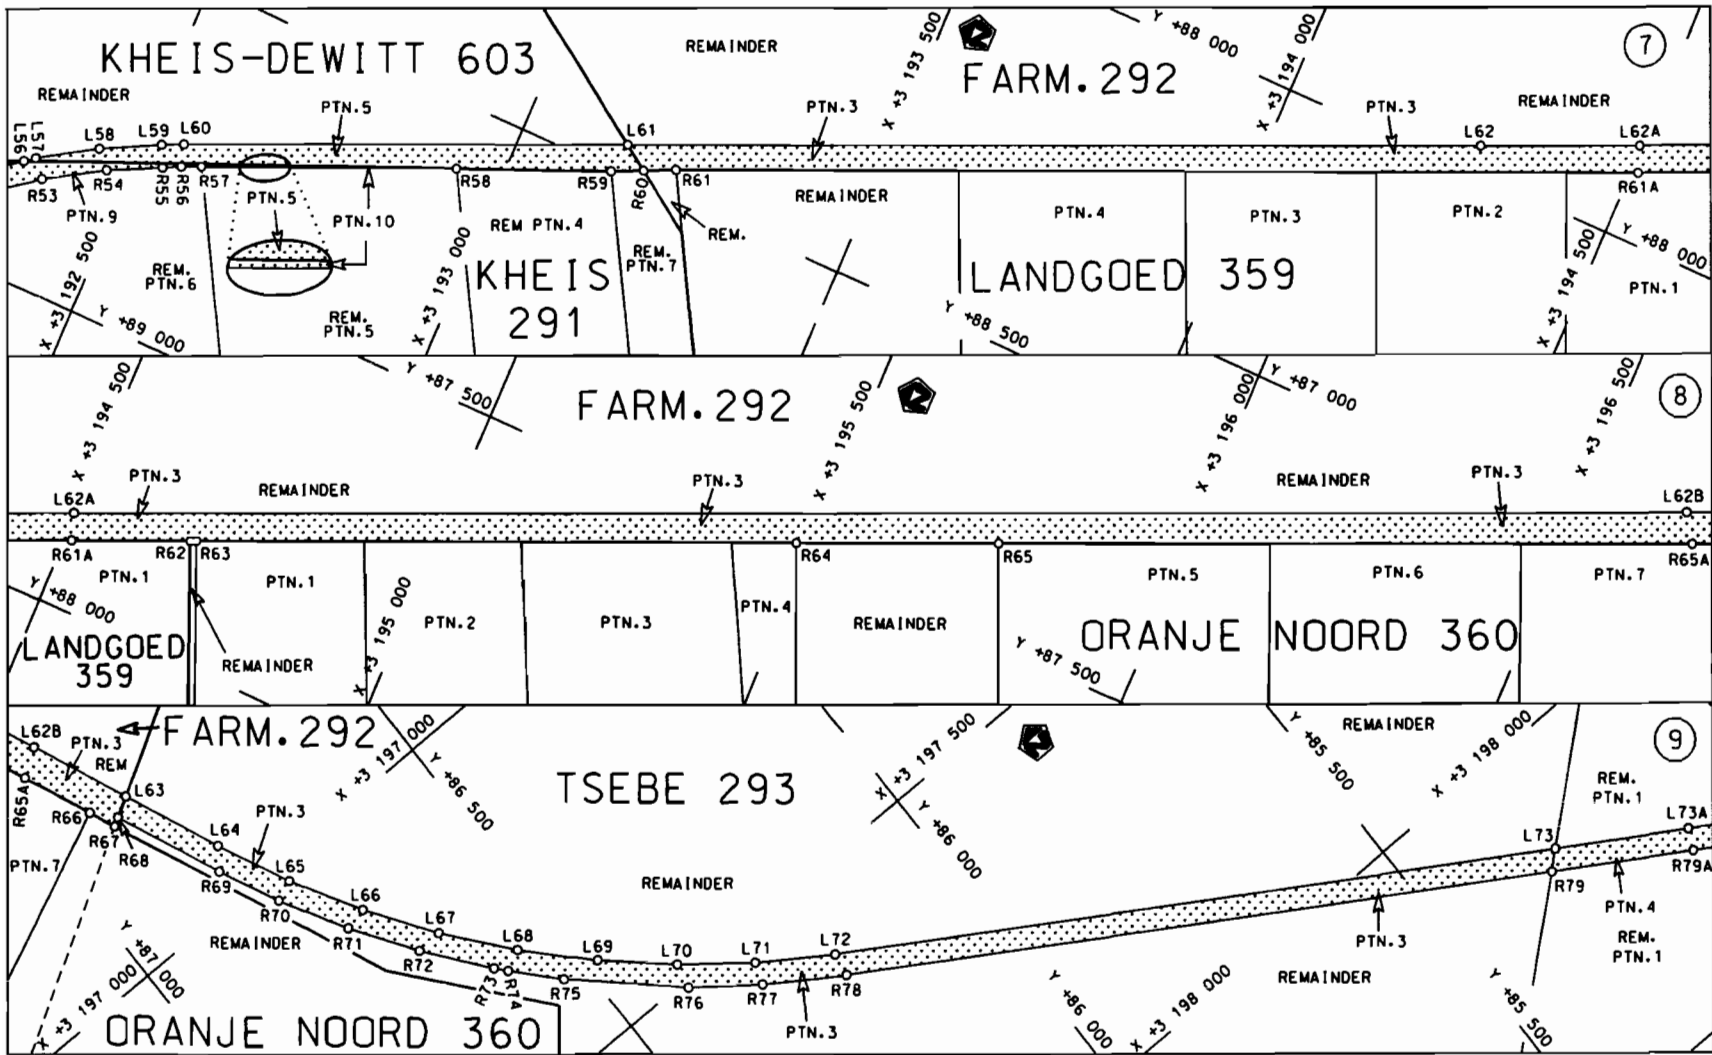 KHEIS-DEWITT 603
REMAINDER
FARM.292
X +3 193 500
Y +88 000
X +3 194 000
7
REMAINDER
PTN.5
PTN.3
PTN.3
REMAINDER
L56
L57
L58
L59
L60
L61
L62
L62A
R53
R54
R55
R56
R57
R58
R59
R60
R61
R61A
PTN.9
PTN.5
PTN.10
REM PTN.4
REM.
PTN.7
REM.
REMAINDER
PTN.4
PTN.3
PTN.2
PTN.1
X +3 192 500
Y +89 000
REM.
PTN.6
REM.
PTN.5
X +3 193 000
KHEIS
291
LANDGOED 359
Y +88 500
X +3 194 500
Y +88 000
X +3 194 500
Y +87 500
FARM.292
X +3 195 500
X +3 196 000
Y +87 000
X +3 196 500
8
PTN.3
REMAINDER
PTN.3
REMAINDER
PTN.3
L62A
L62B
R61A
R62
R63
R64
R65
R65A
Y +88 000
PTN.1
PTN.1
PTN.2
PTN.3
PTN.4
REMAINDER
PTN.5
PTN.6
PTN.7
LANDGOED
359
REMAINDER
X +3 195 000
Y +87 500
ORANJE NOORD 360
FARM.292
L62B
PTN.3
REM
X +3 197 000
Y +86 500
TSEBE 293
X +3 197 500
Y +86 000
Y +85 500
REMAINDER
X +3 198 000
9
REM.
PTN.1
R65A
R66
R67
R68
L63
L64
PTN.3
L65
L66
L67
L68
L69
L70
L71
L72
L73
L73A
REMAINDER
PTN.7
R69
R70
R71
R72
R73
R74
R75
R76
R77
R78
R79
R79A
REMAINDER
PTN.3
PTN.3
PTN.4
REM.
PTN.1
REMAINDER
Y +87 000
X +3 197 000
ORANJE NOORD 360
Y +86 000
X +3 198 000
Y +85 500